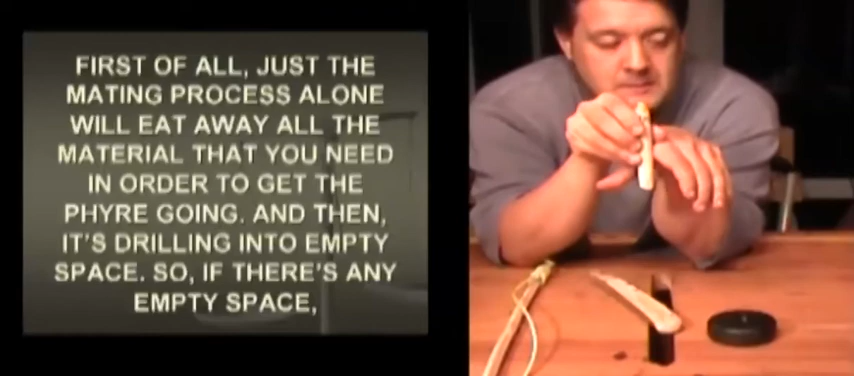 FIRST OF ALL, JUST THE
MATING PROCESS ALONE
WILL EAT AWAY ALL THE
MATERIAL THAT YOU NEED
IN ORDER TO GET THE
PHYRE GOING. AND THEN,
IT'S DRILLING INTO EMPTY
SPACE. SO, IF THERE'S ANY
EMPTY SPACE,